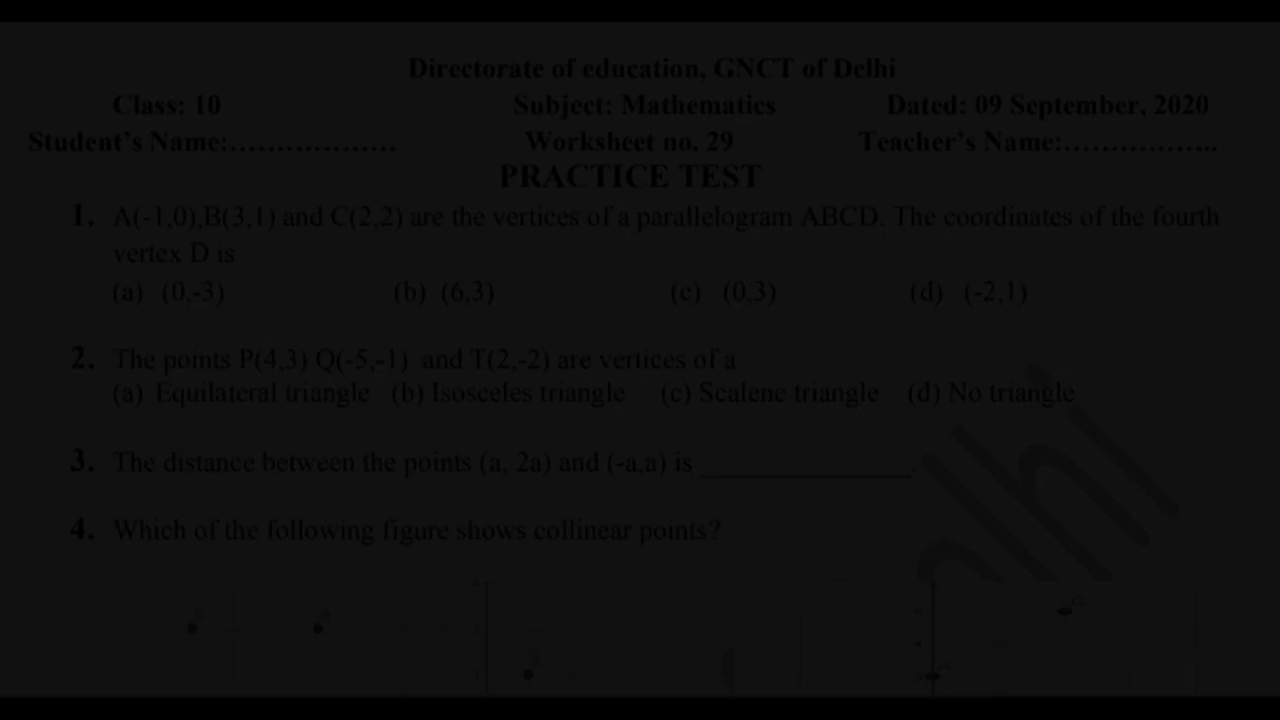 Directorate of education, GNCT of Delhi
Class: 10 Subject: Mathematics Dated: 09 September, 2020
Student's Name:.................. Worksheet no. 29 Teacher's Name:.................
PRACTICE TEST
1. A(-1,0),B(3,1) and C(2,2) are the vertices of a parallelogram ABCD. The coordinates of the fourth
vertex D is
(a) (0,-3) (b) (6,3) (c) (0,3) (d) (-2,1)
2. The points P(4,3) Q(-5,-1) and T(2,-2) are vertices of a
(a) Equilateral triangle (b) Isosceles triangle (c) Scalene triangle (d) No triangle
3. The distance between the points (a, 2a) and (-a,a) is _______________.
4. Which of the following figure shows collinear points?